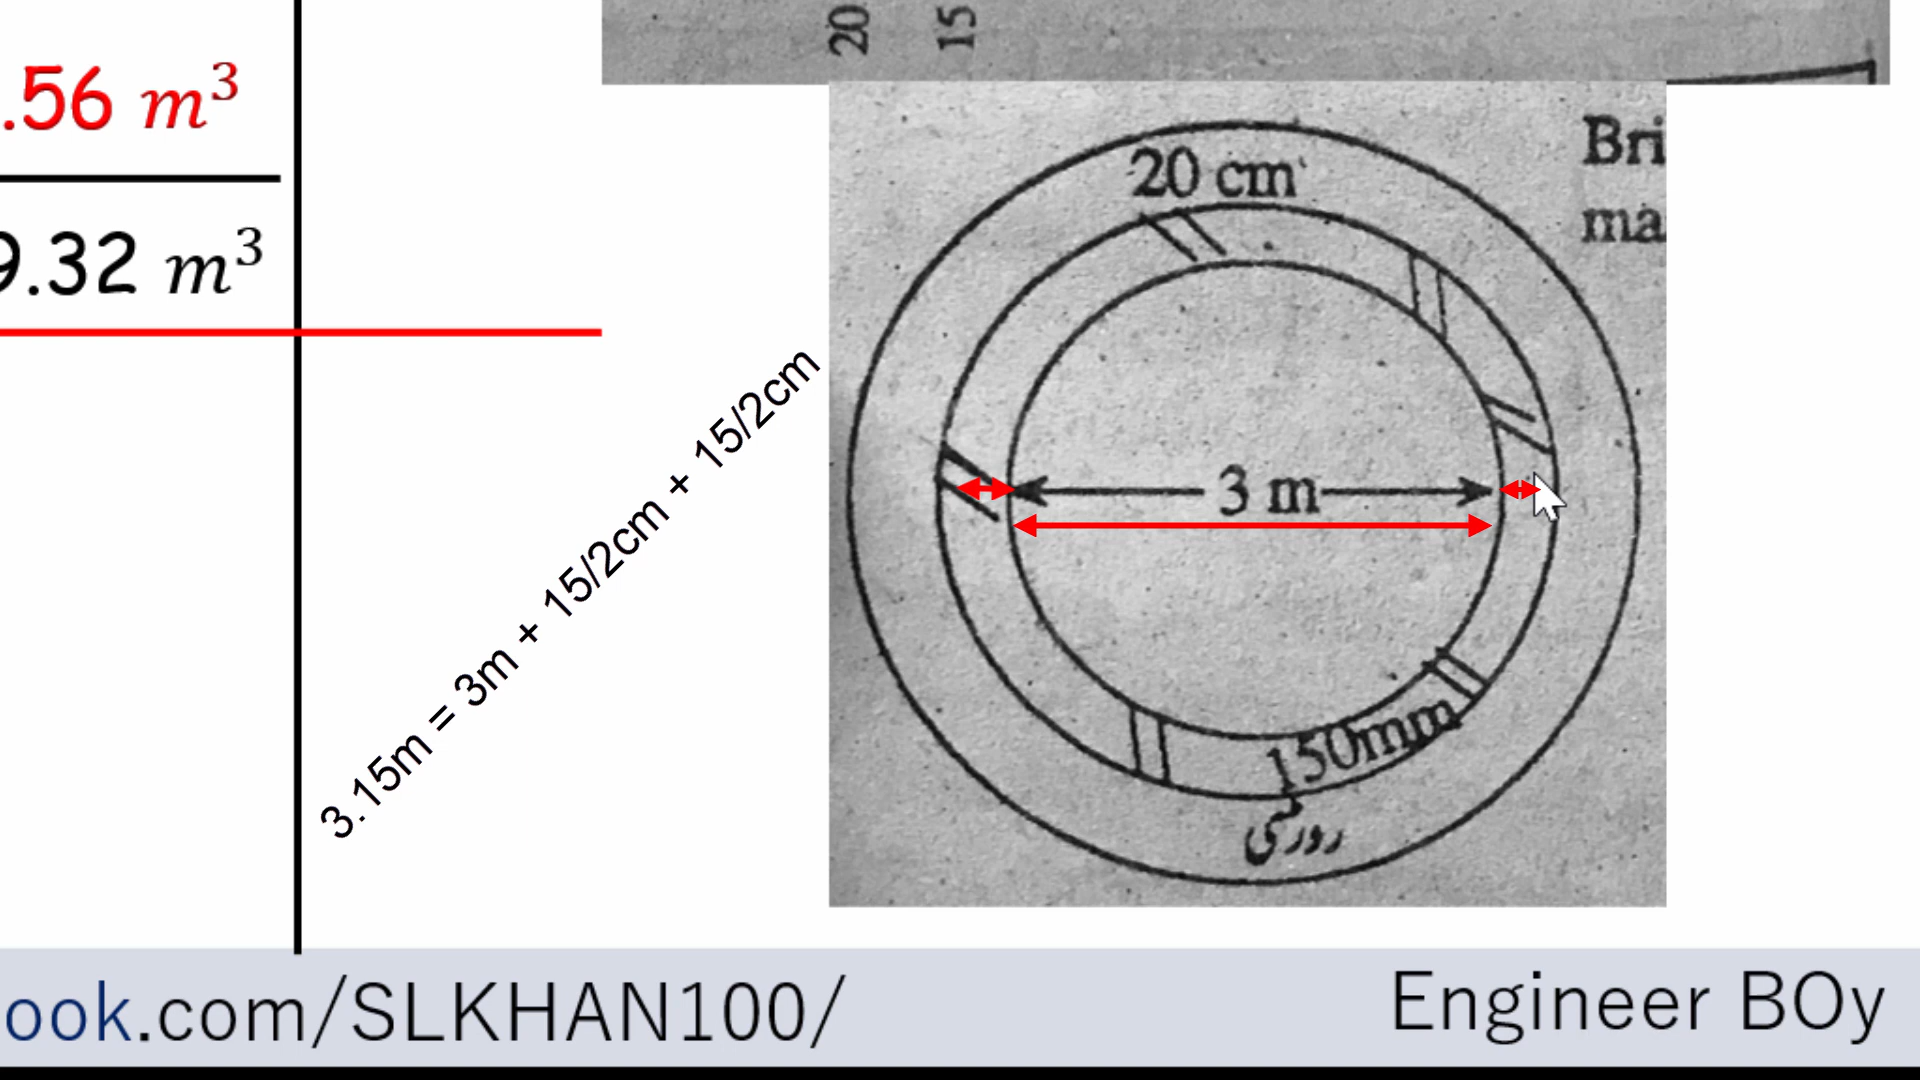 .56 m³
9.32 m³
3.15m = 3m + 15/2cm + 15/2cm
20
15
Bri
ma
20 cm
3 m
150mm
ook.com/SLKHAN100/
Engineer BOy